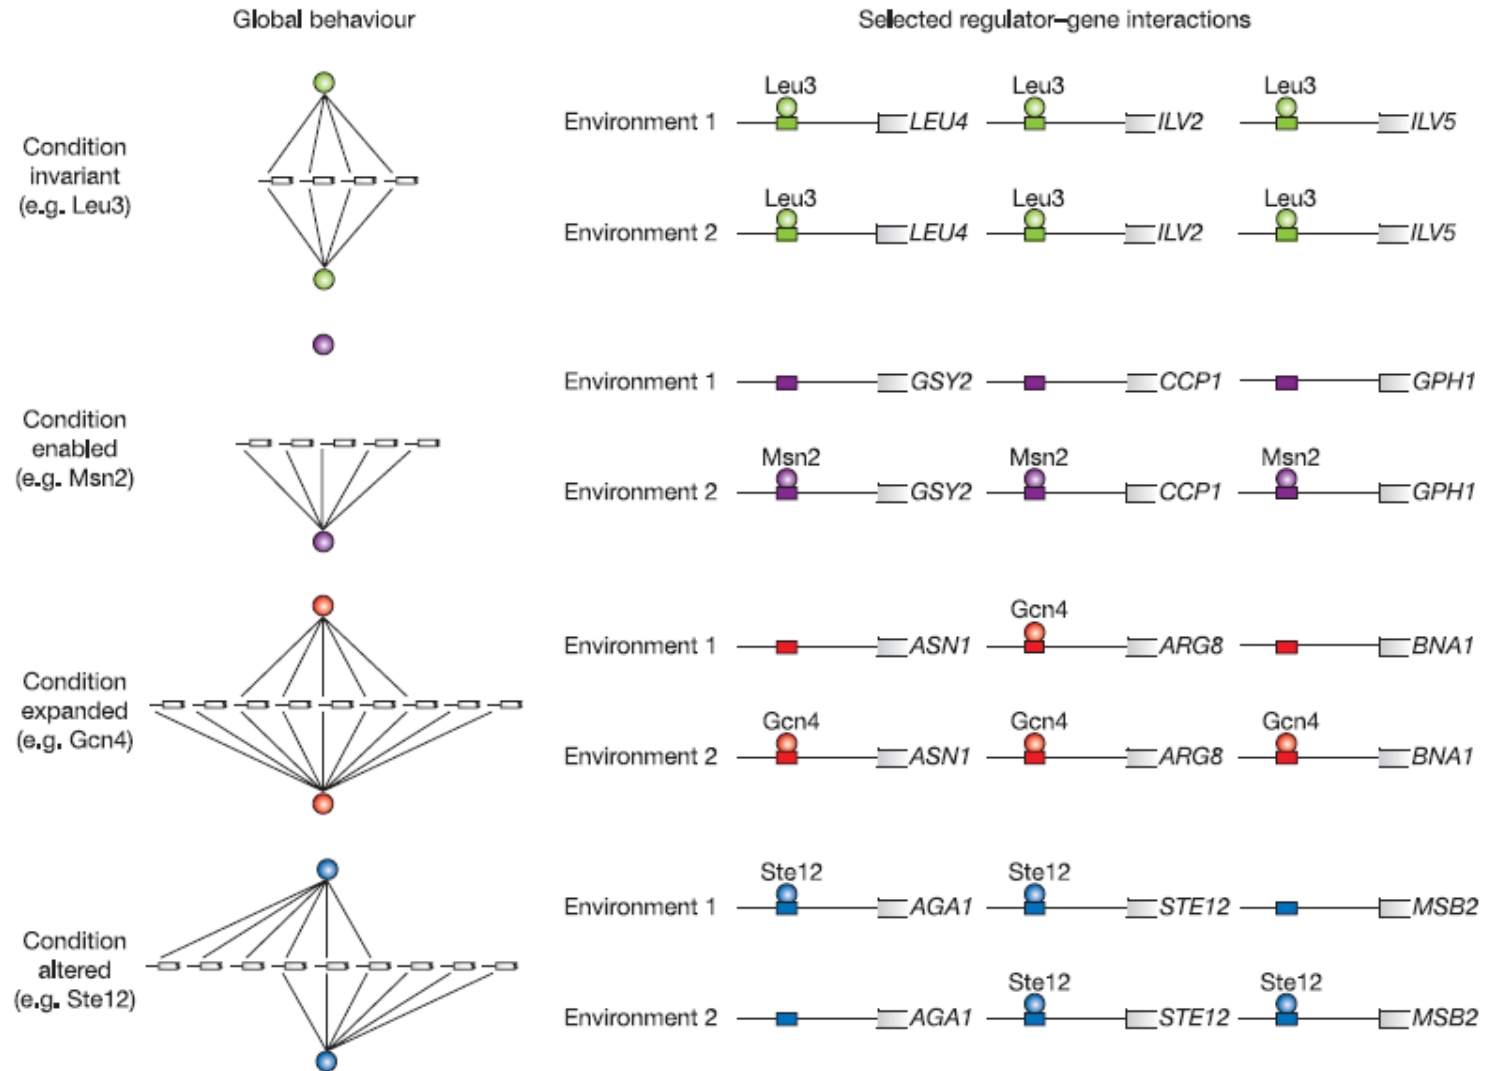 Global behaviour
Selected regulator–gene interactions
Condition
invariant
(e.g. Leu3)
Leu3 Leu3 Leu3
Environment 1 LEU4 ILV2 ILV5
Leu3 Leu3 Leu3
Environment 2 LEU4 ILV2 ILV5
Condition
enabled
(e.g. Msn2)
Environment 1 GSY2 CCP1 GPH1
Msn2 Msn2 Msn2
Environment 2 GSY2 CCP1 GPH1
Condition
expanded
(e.g. Gcn4)
Gcn4
Environment 1 ASN1 ARG8 BNA1
Gcn4 Gcn4 Gcn4
Environment 2 ASN1 ARG8 BNA1
Condition
altered
(e.g. Ste12)
Ste12 Ste12
Environment 1 AGA1 STE12 MSB2
Ste12 Ste12
Environment 2 AGA1 STE12 MSB2